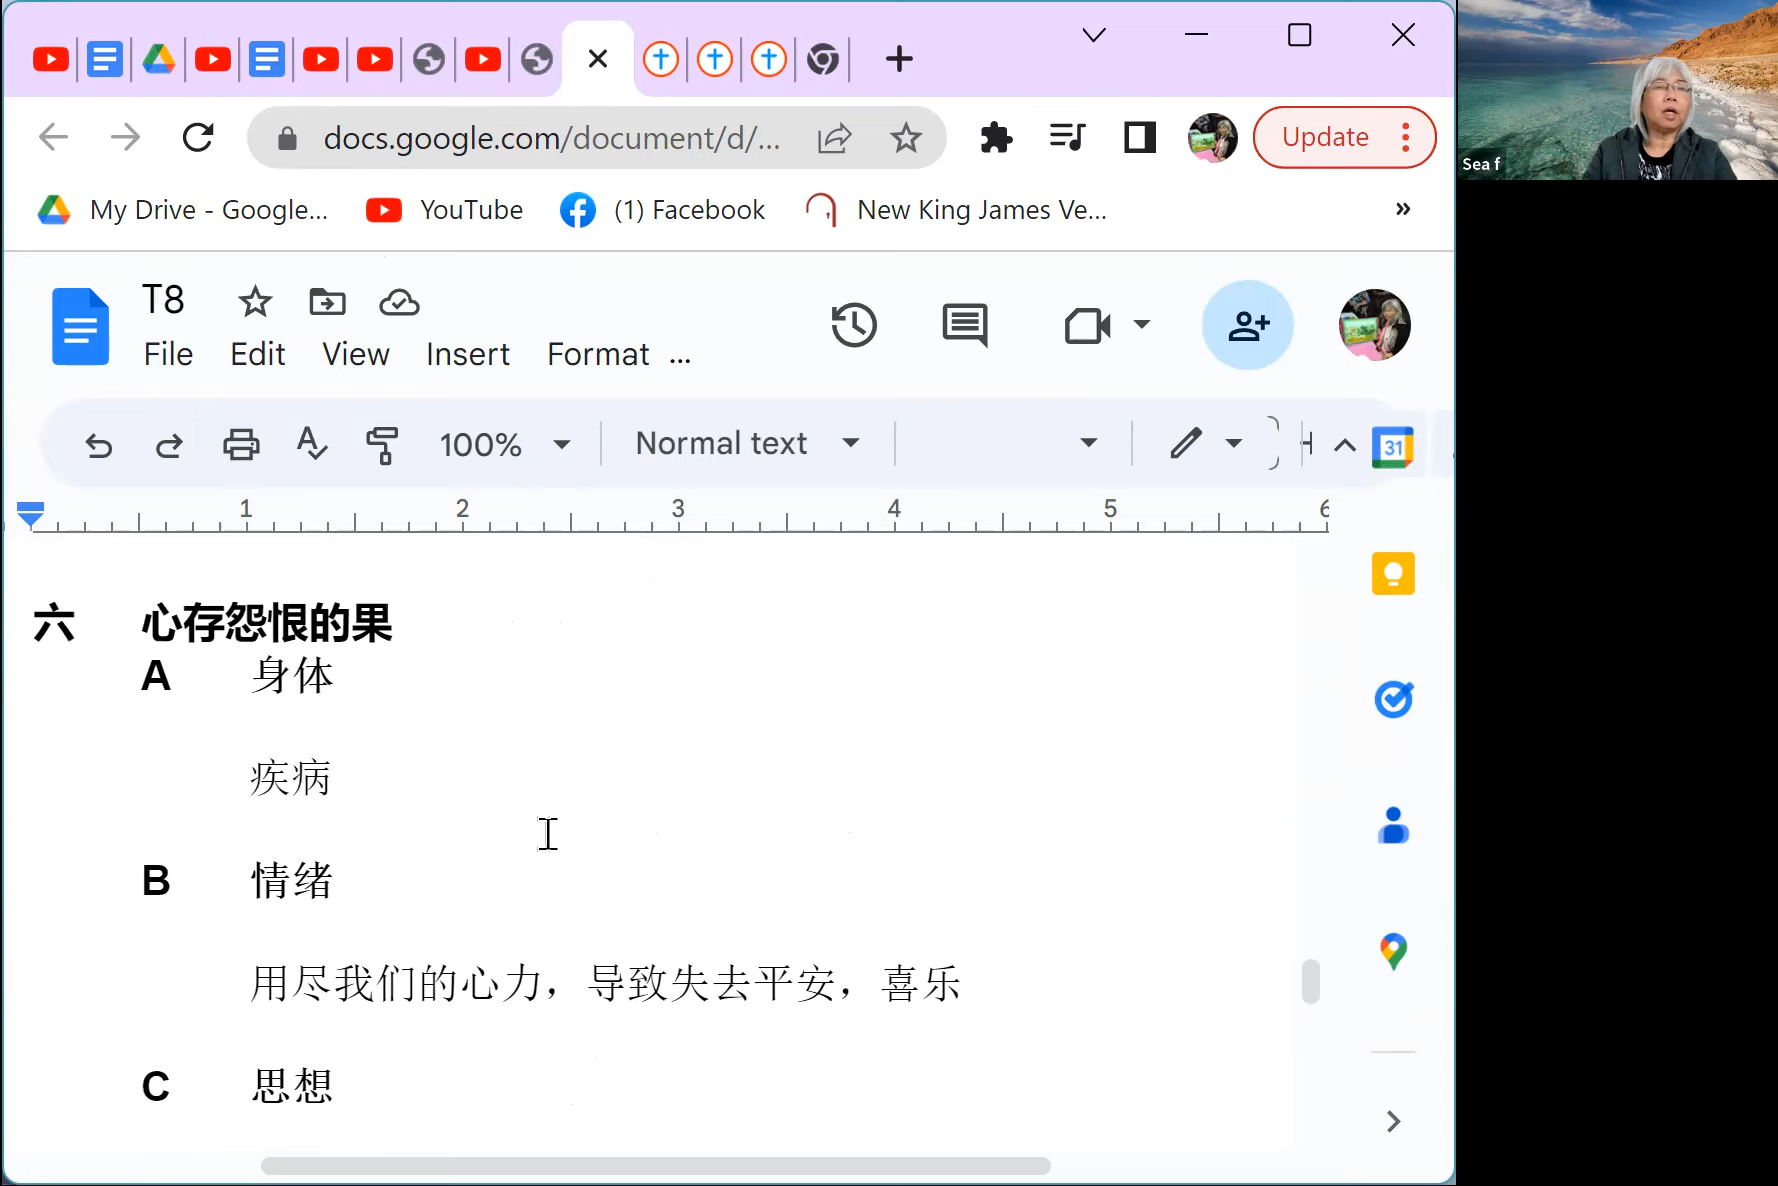 docs.google.com/document/d/...
Update
Sea f
My Drive - Google...
YouTube
(1) Facebook
New King James Ve...
»
T8
File Edit View Insert Format ...
100%
Normal text
31
1 2 3 4 5 6
六 心存怨恨的果
A 身体
疾病
B 情绪
用尽我们的心力，导致失去平安，喜乐
C 思想